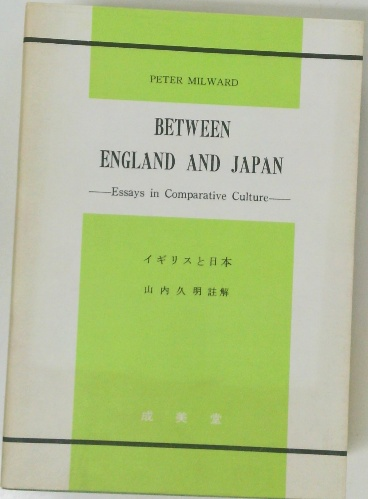 PETER MILWARD
BETWEEN
ENGLAND AND JAPAN
——Essays in Comparative Culture——
イギリスと日本
山内久明註解
成美堂